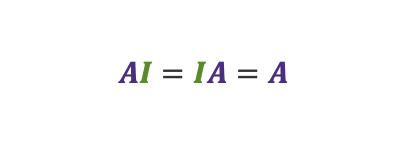 AI = IA = A